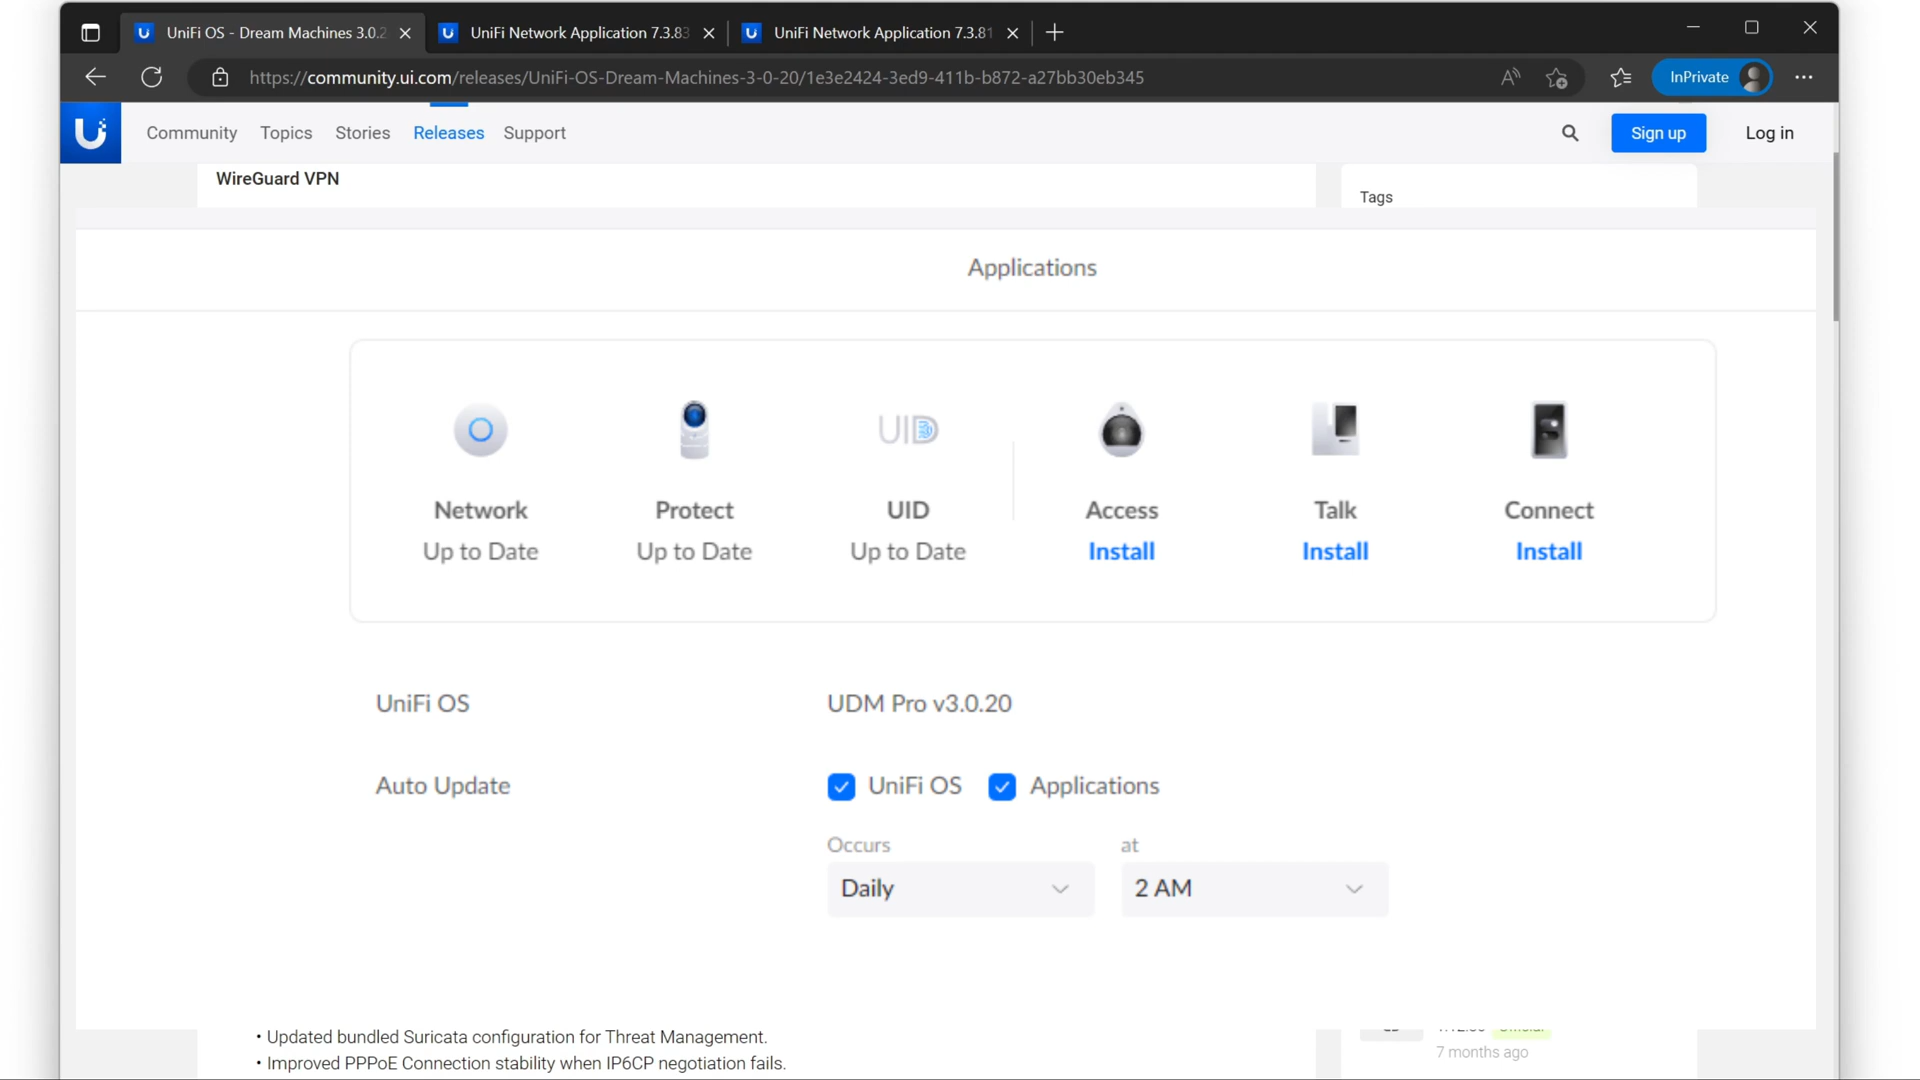 UniFi OS - Dream Machines 3.0.2
UniFi Network Application 7.3.83
UniFi Network Application 7.3.81
https://community.ui.com/releases/UniFi-OS-Dream-Machines-3-0-20/1e3e2424-3ed9-411b-b872-a27bb30eb345
InPrivate
Community
Topics
Stories
Releases
Support
Sign up
Log in
WireGuard VPN
Tags
Applications
UID
Network
Protect
UID
Access
Talk
Connect
Up to Date
Up to Date
Up to Date
Install
Install
Install
UniFi OS
UDM Pro v3.0.20
Auto Update
UniFi OS
Applications
Occurs
at
Daily
2 AM
• Updated bundled Suricata configuration for Threat Management.
• Improved PPPoE Connection stability when IP6CP negotiation fails.
7 months ago